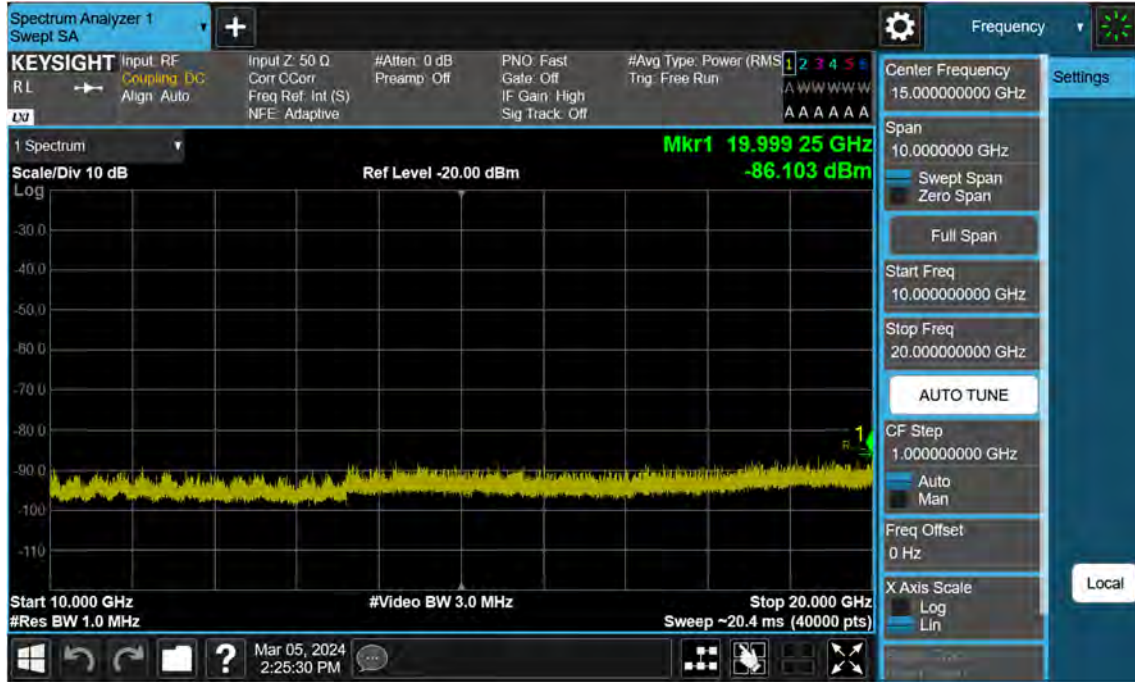 Spectrum Analyzer 1
Swept SA
Frequency
KEYSIGHT
RL
LXI
Input: RF
Coupling: DC
Align: Auto
Input Z: 50 Ω
Corr CCorr
Freq Ref: Int (S)
NFE: Adaptive
#Atten: 0 dB
Preamp: Off
PNO: Fast
Gate: Off
IF Gain: High
Sig Track: Off
#Avg Type: Power (RMS
Trig: Free Run
1 2 3 4 5 6
A W W W W W
A A A A A A
1 Spectrum
Scale/Div 10 dB
Log
Ref Level -20.00 dBm
Mkr1 19.999 25 GHz
-86.103 dBm
-30.0
-40.0
-50.0
-60.0
-70.0
-80.0
-90.0
-100
-110
1
Start 10.000 GHz
#Res BW 1.0 MHz
#Video BW 3.0 MHz
Stop 20.000 GHz
Sweep ~20.4 ms (40000 pts)
Mar 05, 2024
2:25:30 PM
Center Frequency
15.000000000 GHz
Span
10.0000000 GHz
Swept Span
Zero Span
Full Span
Start Freq
10.000000000 GHz
Stop Freq
20.000000000 GHz
AUTO TUNE
CF Step
1.000000000 GHz
Auto
Man
Freq Offset
0 Hz
X Axis Scale
Log
Lin
Settings
Local